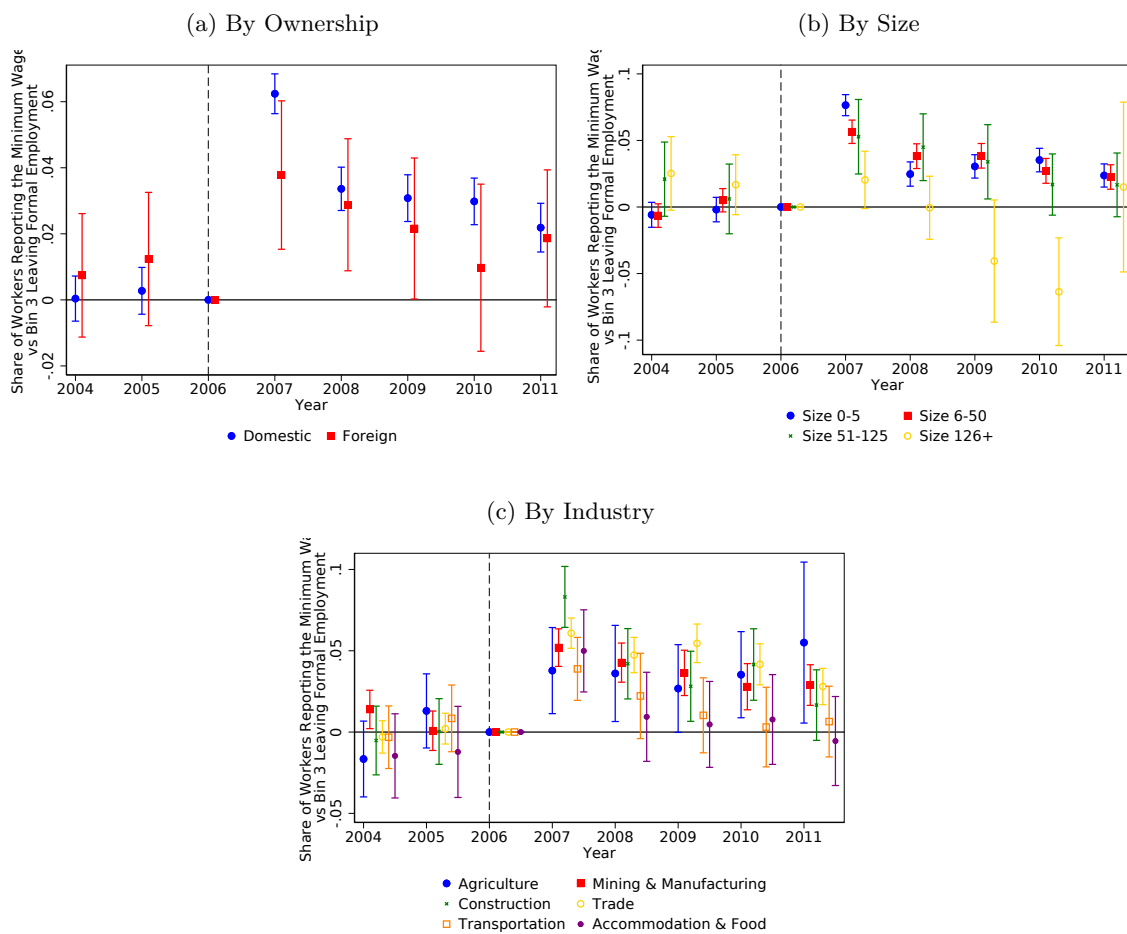 (a) By Ownership
Share of Workers Reporting the Minimum Wage
vs Bin 3 Leaving Formal Employment
.06
.04
.02
0
-.02
2004 2005 2006 2007 2008 2009 2010 2011
Year
Domestic Foreign
(b) By Size
Share of Workers Reporting the Minimum Wag
vs Bin 3 Leaving Formal Employment
.1
.05
0
-.05
-.1
2004 2005 2006 2007 2008 2009 2010 2011
Year
Size 0-5 Size 6-50
Size 51-125 Size 126+
(c) By Industry
Share of Workers Reporting the Minimum Wa
vs Bin 3 Leaving Formal Employment
.1
.05
0
-.05
2004 2005 2006 2007 2008 2009 2010 2011
Year
Agriculture Mining & Manufacturing
Construction Trade
Transportation Accommodation & Food